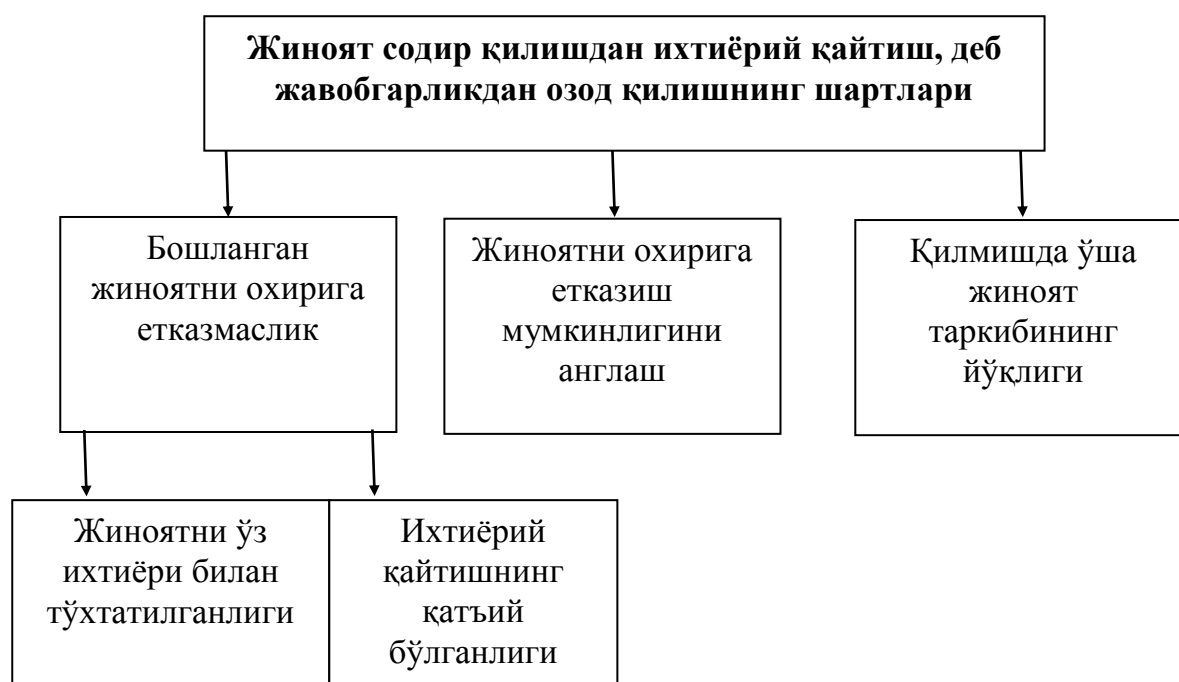 Жиноят содир қилишдан ихтиёрий қайтиш, деб
жавобгарликдан озод қилишнинг шартлари
Бошланган
жиноятни охирига
етказмаслик
Жиноятни охирига
етказиш
мумкинлигини
англаш
Қилмишда ўша
жиноят
таркибининг
йўқлиги
Жиноятни ўз
ихтиёри билан
тўхтатилганлиги
Ихтиёрий
қайтишнинг
қатъий
бўлганлиги